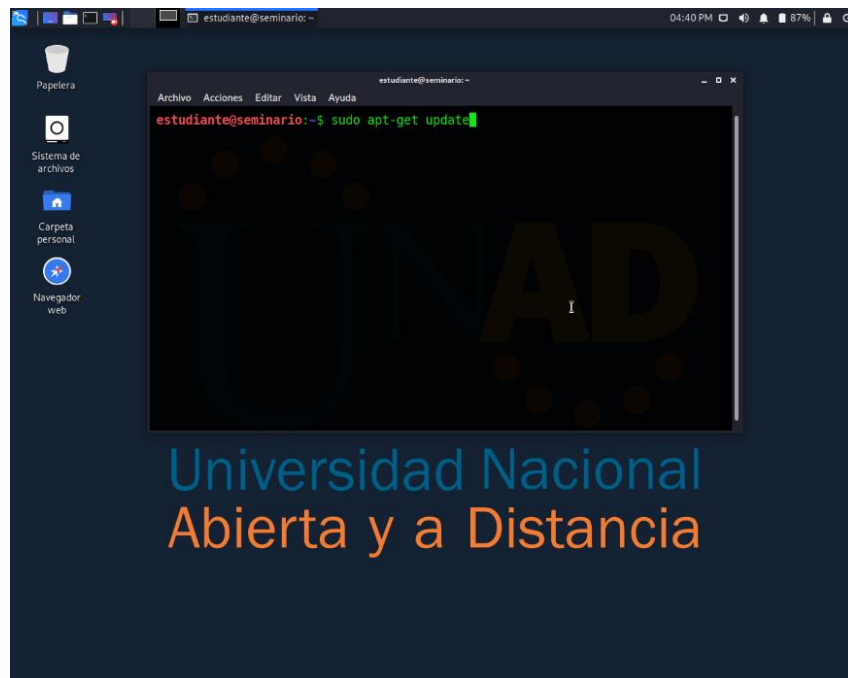 estudiante@seminario: ~
04:40 PM
87%
Papelera
Sistema de
archivos
Carpeta
personal
Navegador
web
estudiante@seminario:~
Archivo Acciones Editar Vista Ayuda
estudiante@seminario:~$ sudo apt-get update
UNAD
Universidad Nacional
Abierta y a Distancia